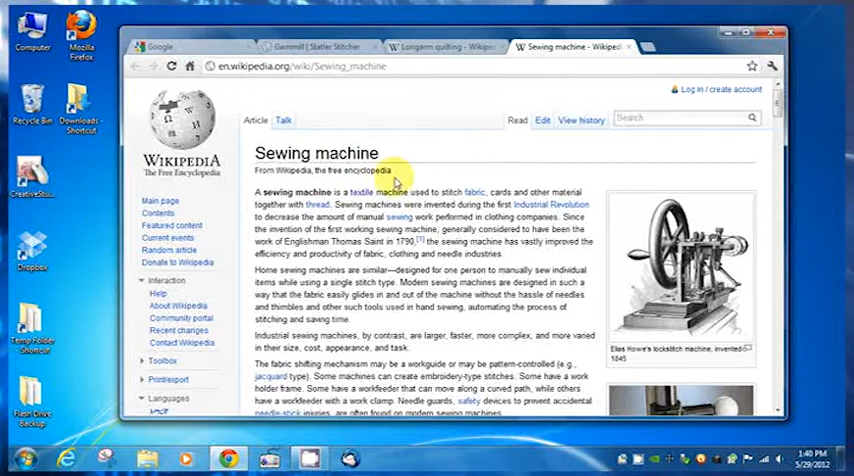 Computer
Mozilla
Firefox
Recycle Bin
Downloads -
Shortcut
CreativeStu...
Dropbox
Temp Folder
Shortcut
Flash Drive
Backup
Google
Gammill | Statler Stitcher
Longarm quilting - Wikipe
Sewing machine - Wikiped
en.wikipedia.org/wiki/Sewing_machine
Log in / create account
WIKIPEDIA
The Free Encyclopedia
Article
Talk
Read
Edit
View history
Search
Main page
Contents
Featured content
Current events
Random article
Donate to Wikipedia
Interaction
Help
About Wikipedia
Community portal
Recent changes
Contact Wikipedia
Toolbox
Print/export
Languages
Sewing machine
From Wikipedia, the free encyclopedia
A sewing machine is a textile machine used to stitch fabric, cards and other material
together with thread. Sewing machines were invented during the first Industrial Revolution
to decrease the amount of manual sewing work performed in clothing companies. Since
the invention of the first working sewing machine, generally considered to have been the
work of Englishman Thomas Saint in 1790,[1] the sewing machine has vastly improved the
efficiency and productivity of fabric, clothing and needle industries.
Home sewing machines are similar—designed for one person to manually sew individual
items while using a single stitch type. Modern sewing machines are designed in such a
way that the fabric easily glides in and out of the machine without the hassle of needles
and thimbles and other such tools used in hand sewing, automating the process of
stitching and saving time.
Industrial sewing machines, by contrast, are larger, faster, more complex, and more varied
in their size, cost, appearance, and task.
The fabric shifting mechanism may be a workguide or may be pattern-controlled (e.g.,
jacquard type). Some machines can create embroidery-type stitches. Some have a work
holder frame. Some have a workfeeder that can move along a curved path, while others
have a workfeeder with a work clamp. Needle guards, safety devices to prevent accidental
needle-stick injuries, are often found on modern sewing machines.
Elias Howe's lockstitch machine, invented
1845
1:40 PM
5/29/2012